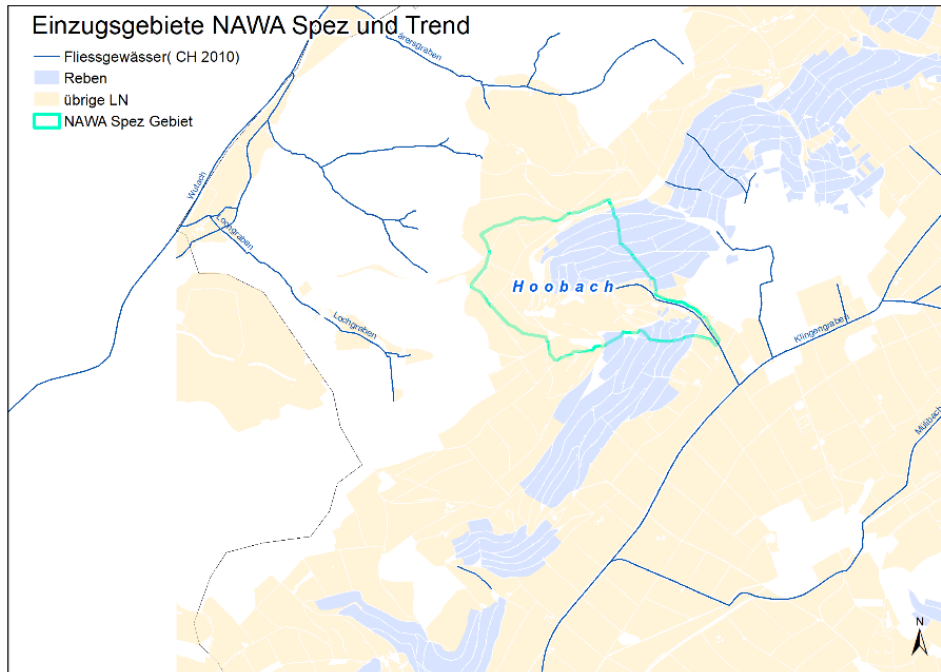 Einzugsgebiete NAWA Spez und Trend
Fliessgewässer( CH 2010)
Reben
übrige LN
NAWA Spez Gebiet
Wutach
Lochgraben
Hoobach
Lochgraben
Klingengraben
N